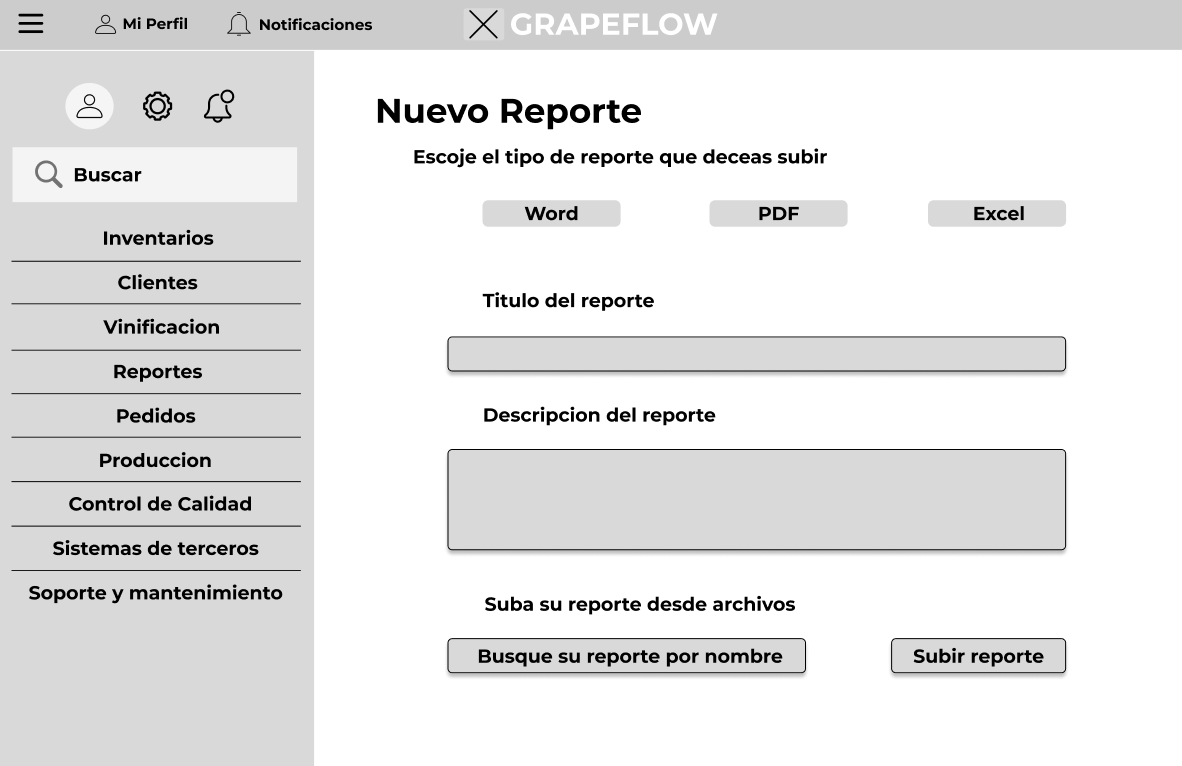 Mi Perfil
Notificaciones
GRAPEFLOW
Buscar
Inventarios
Clientes
Vinificacion
Reportes
Pedidos
Produccion
Control de Calidad
Sistemas de terceros
Soporte y mantenimiento
Nuevo Reporte
Escoje el tipo de reporte que deceas subir
Word
PDF
Excel
Titulo del reporte
Descripcion del reporte
Suba su reporte desde archivos
Busque su reporte por nombre
Subir reporte